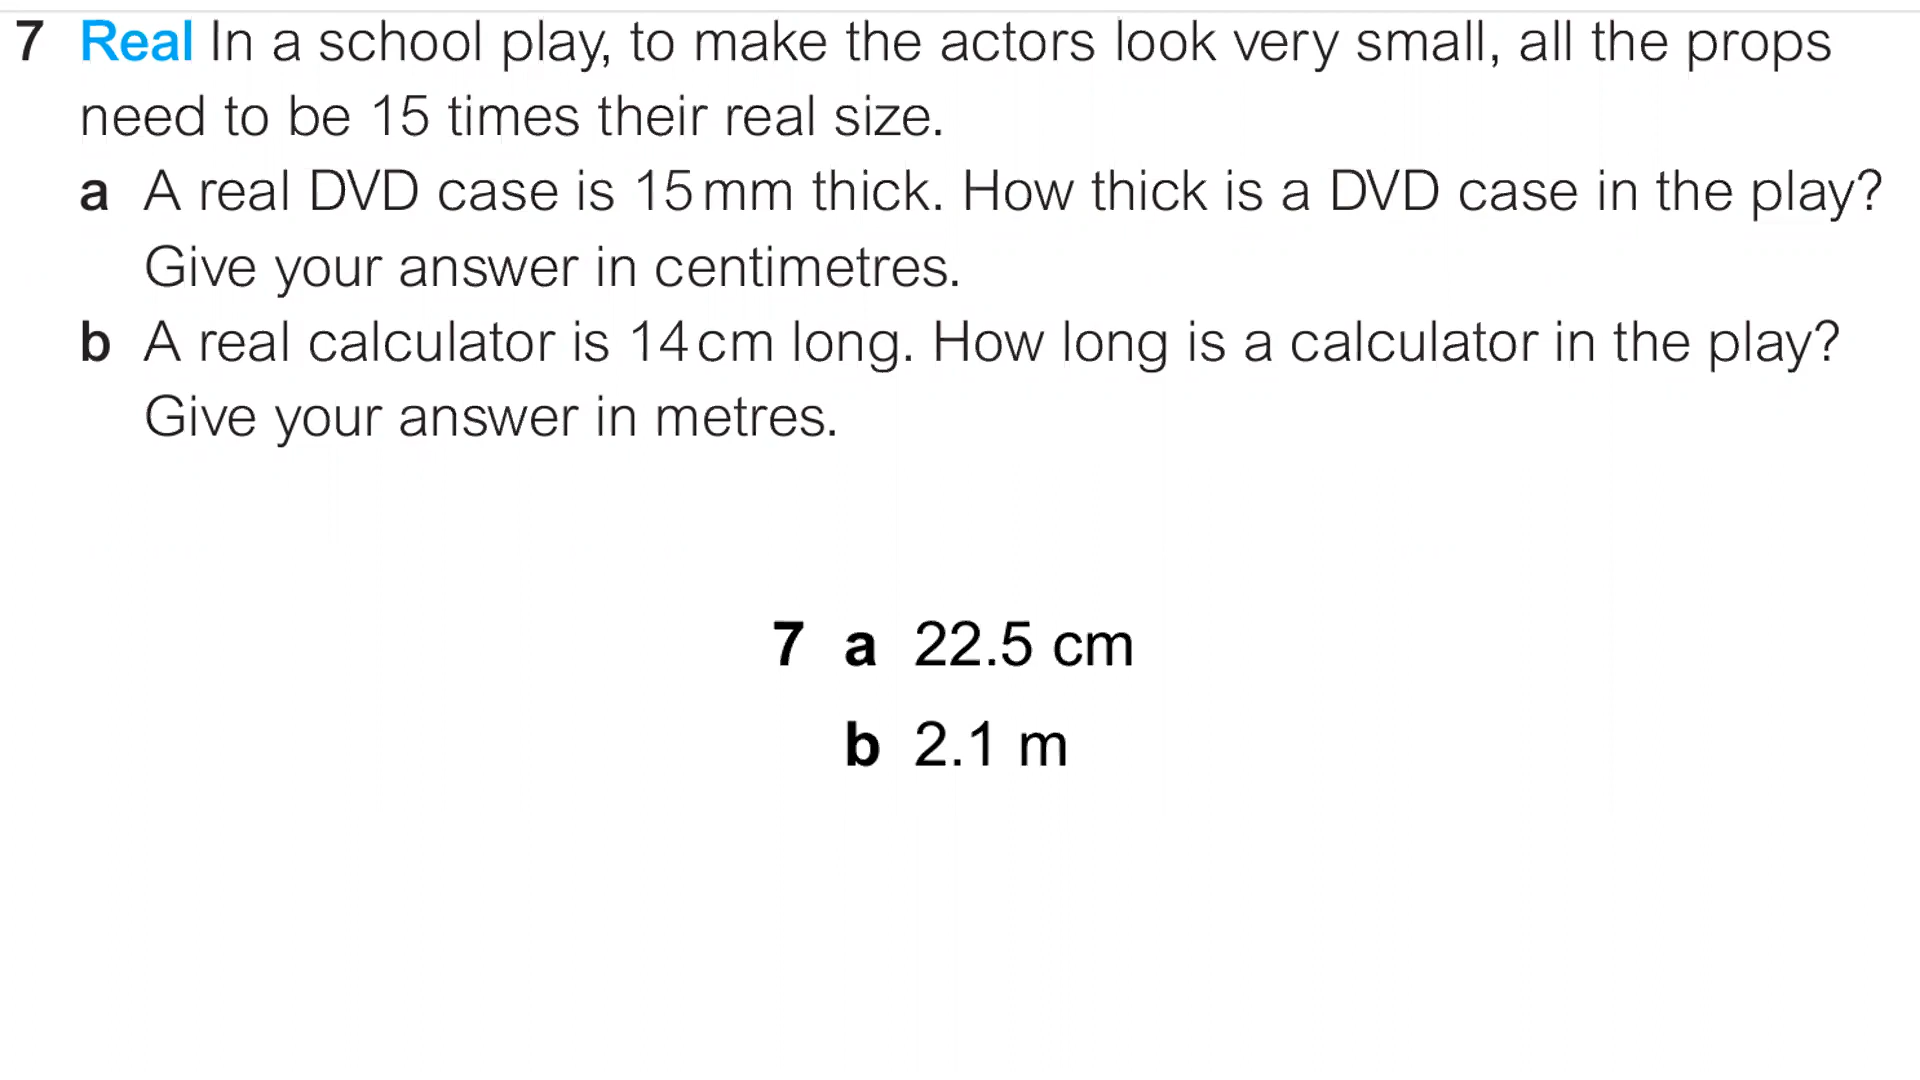 7 Real In a school play, to make the actors look very small, all the props
need to be 15 times their real size.
a A real DVD case is 15 mm thick. How thick is a DVD case in the play?
Give your answer in centimetres.
b A real calculator is 14 cm long. How long is a calculator in the play?
Give your answer in metres.
7 a 22.5 cm
b 2.1 m